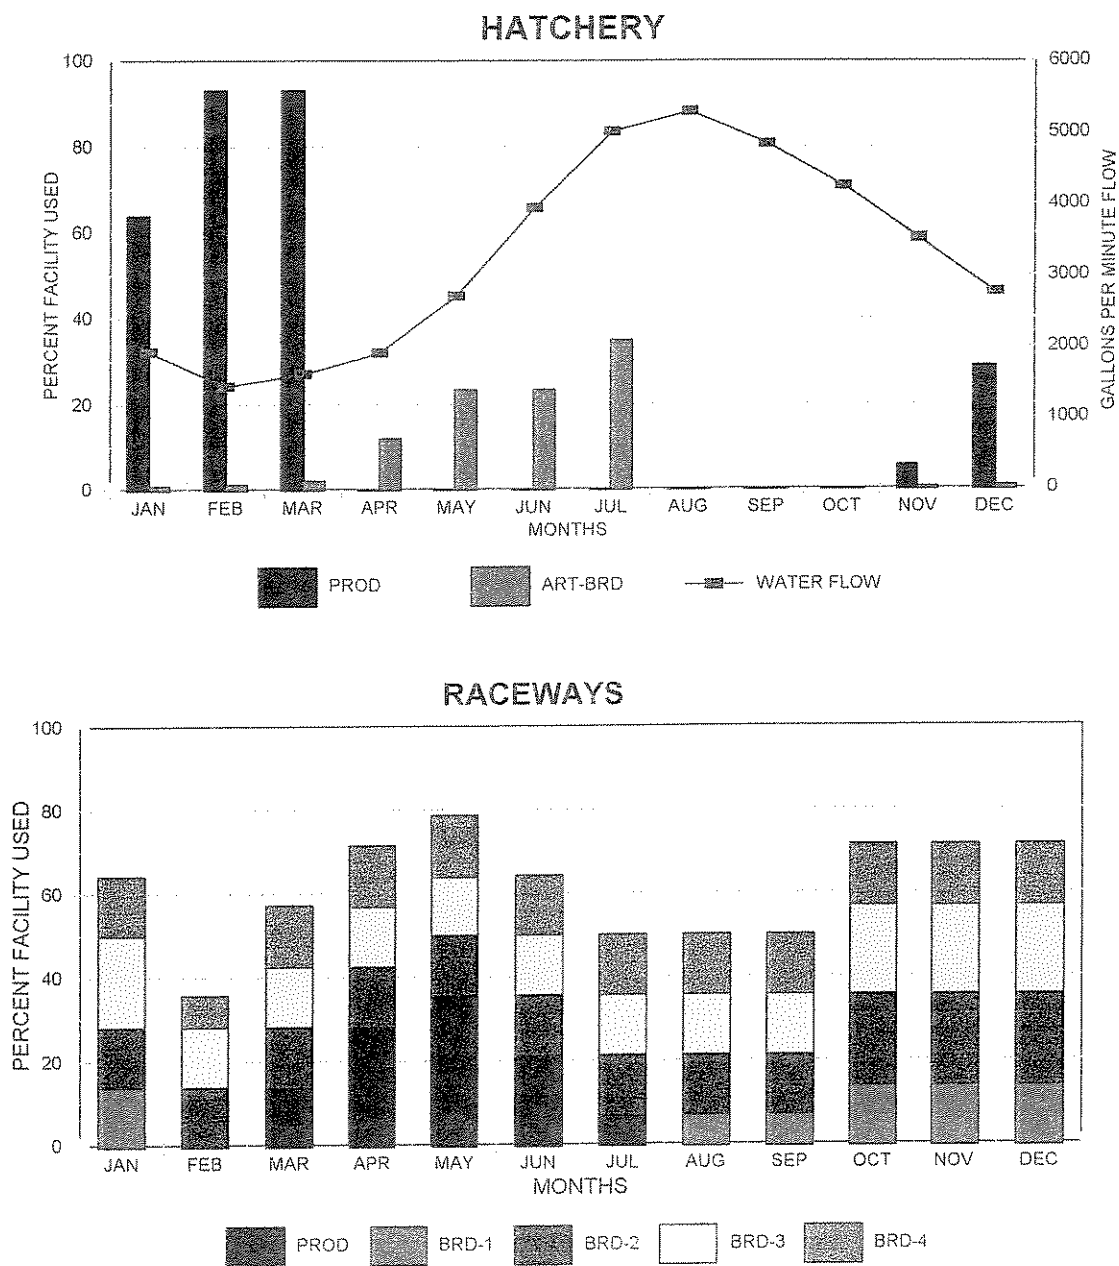 HATCHERY
PERCENT FACILITY USED
100
80
60
40
20
0
6000
5000
4000
3000
2000
1000
0
GALLONS PER MINUTE FLOW
JAN FEB MAR APR MAY JUN JUL AUG SEP OCT NOV DEC
MONTHS
PROD ART-BRD WATER FLOW
RACEWAYS
PERCENT FACILITY USED
100
80
60
40
20
0
JAN FEB MAR APR MAY JUN JUL AUG SEP OCT NOV DEC
MONTHS
PROD BRD-1 BRD-2 BRD-3 BRD-4